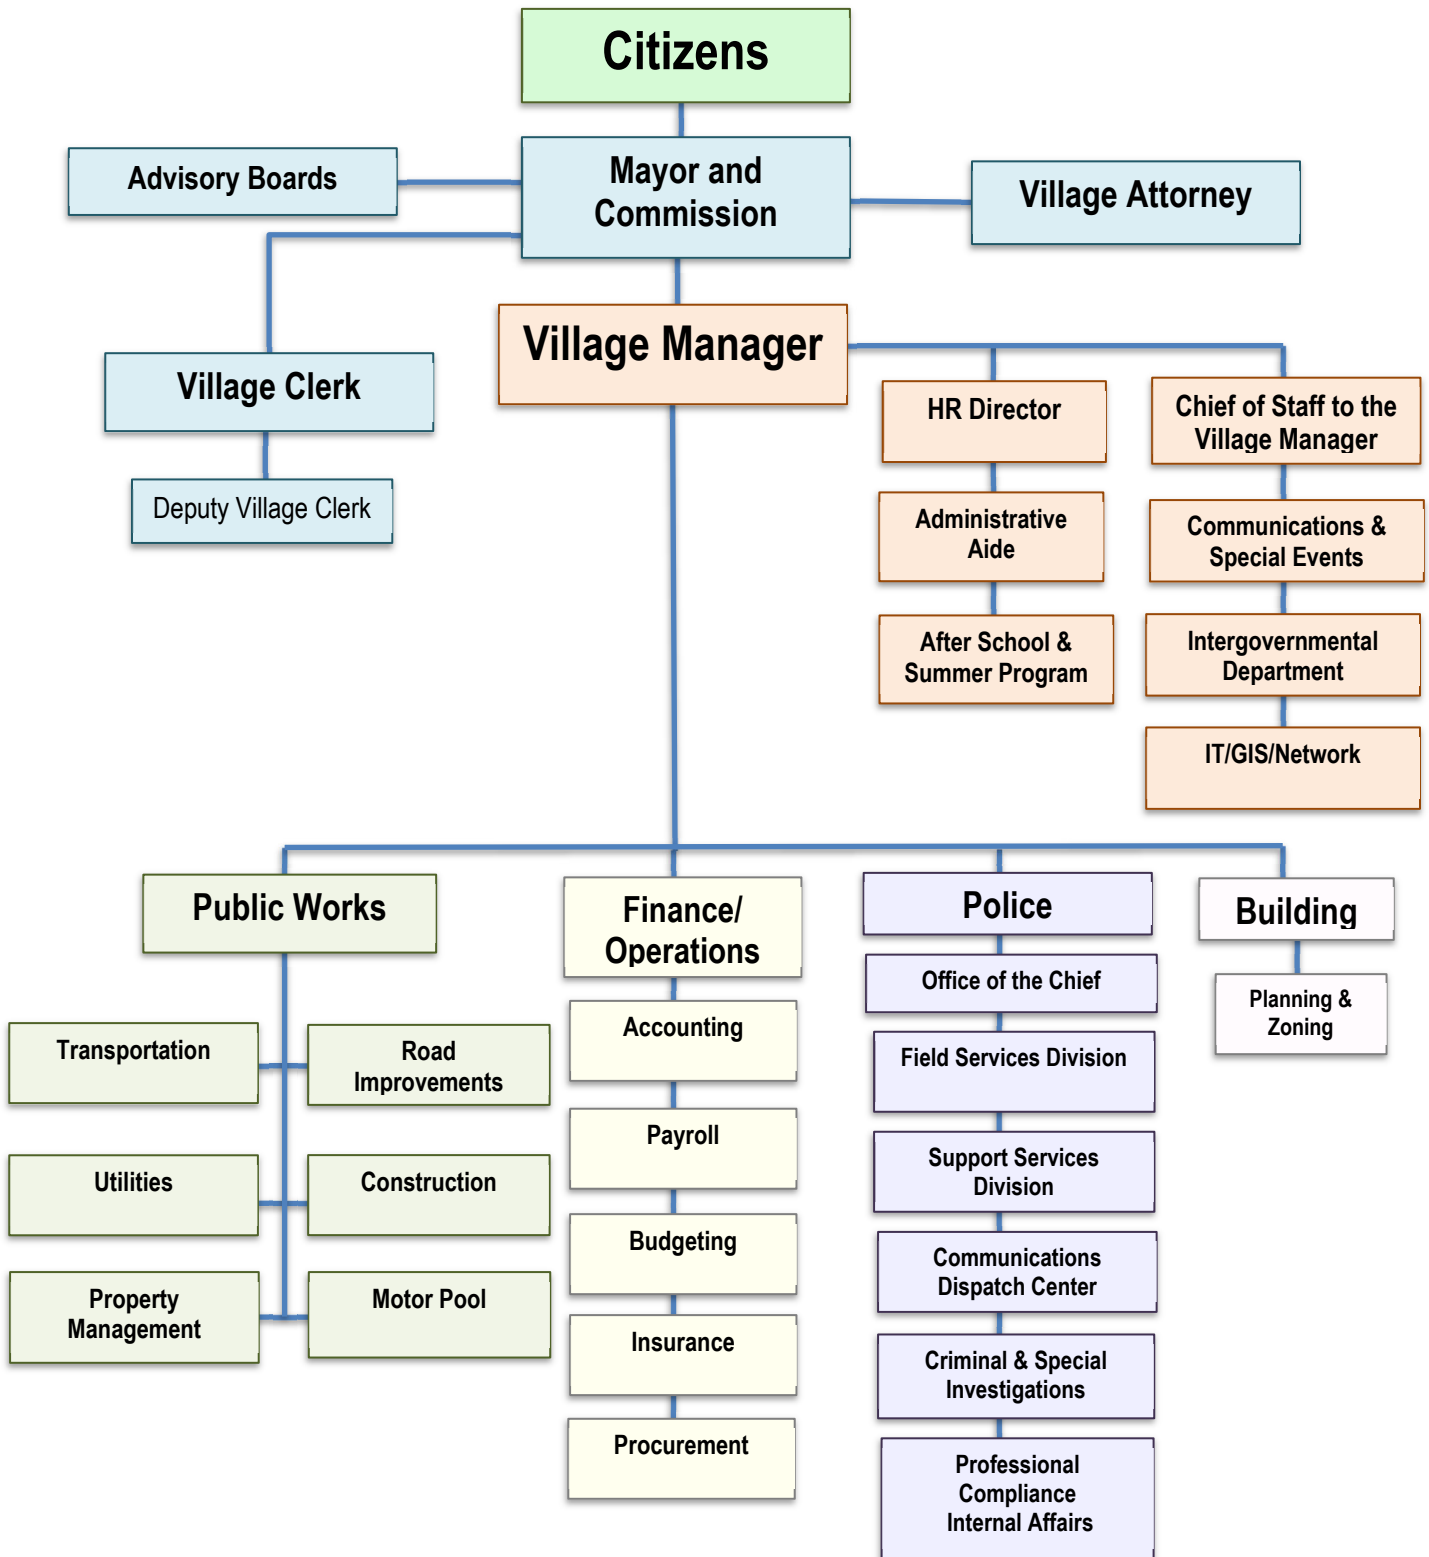 Citizens
Advisory Boards
Mayor and
Commission
Village Attorney
Village Manager
Village Clerk
Deputy Village Clerk
HR Director
Administrative
Aide
After School &
Summer Program
Chief of Staff to the
Village Manager
Communications &
Special Events
Intergovernmental
Department
IT/GIS/Network
Public Works
Transportation
Road
Improvements
Utilities
Construction
Property
Management
Motor Pool
Finance/
Operations
Accounting
Payroll
Budgeting
Insurance
Procurement
Police
Office of the Chief
Field Services Division
Support Services
Division
Communications
Dispatch Center
Criminal & Special
Investigations
Professional
Compliance
Internal Affairs
Building
Planning &
Zoning